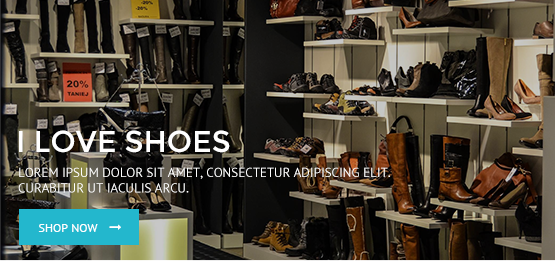 20%
TANIEJ
I LOVE SHOES
LOREM IPSUM DOLOR SIT AMET, CONSECTETUR ADIPISCING ELIT.
CURABITUR UT IACULIS ARCU.
SHOP NOW